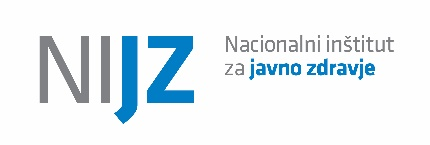 NIJZ
Nacionalni inštitut
za javno zdravje